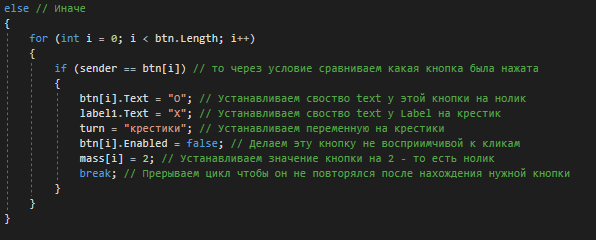 else // Иначе
{
for (int i = 0; i < btn.Length; i++)
{
if (sender == btn[i]) // то через условие сравниваем какая кнопка была нажата
{
btn[i].Text = "O"; // Устанавливаем своство text у этой кнопки на нолик
label1.Text = "X"; // Устанавливаем своство text у Label на крестик
turn = "крестики"; // Устанавливаем переменную на крестики
btn[i].Enabled = false; // Делаем эту кнопку не восприимчивой к кликам
mass[i] = 2; // Устанавливаем значение кнопки на 2 - то есть нолик
break; // Прерываем цикл чтобы он не повторялся после нахождения нужной кнопки
}
}
}